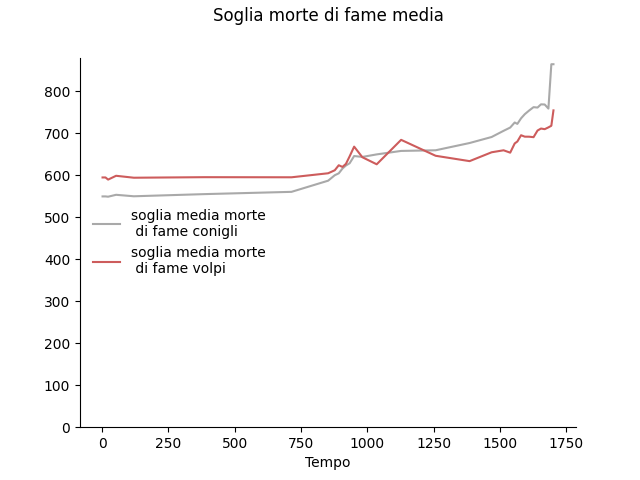 Soglia morte di fame media
800
700
600
500
400
300
200
100
0
soglia media morte
di fame conigli
soglia media morte
di fame volpi
0 250 500 750 1000 1250 1500 1750
Tempo